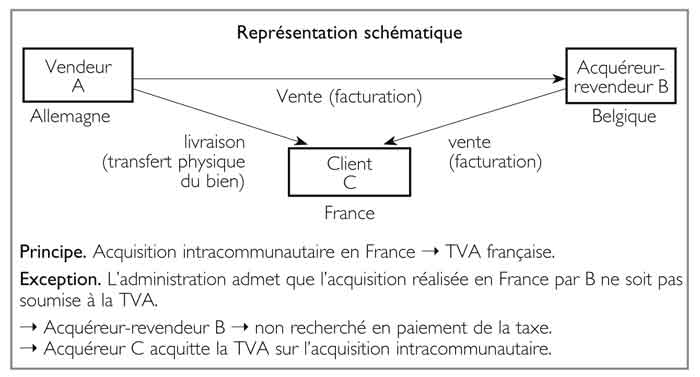 Représentation schématique
Vendeur
A
Allemagne
Vente (facturation)
Acquéreur-
revendeur B
Belgique
livraison
(transfert physique
du bien)
Client
C
France
vente
(facturation)
Principe. Acquisition intracommunautaire en France → TVA française.
Exception. L’administration admet que l’acquisition réalisée en France par B ne soit pas
soumise à la TVA.
→ Acquéreur-revendeur B → non recherché en paiement de la taxe.
→ Acquéreur C acquitte la TVA sur l’acquisition intracommunautaire.